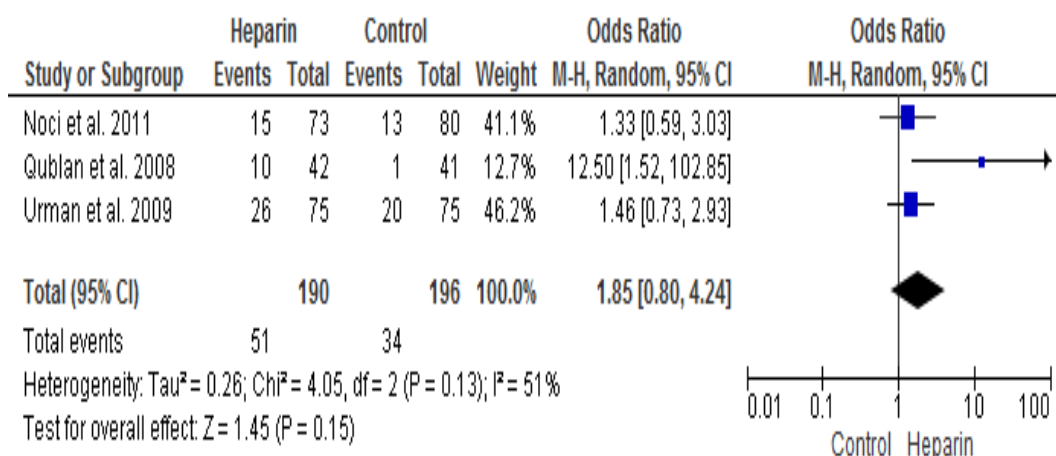 Heparin Control Odds Ratio Odds Ratio
Study or Subgroup Events Total Events Total Weight M-H, Random, 95% CI M-H, Random, 95% CI
Noci et al. 2011 15 73 13 80 41.1% 1.33 [0.59, 3.03]
Qublan et al. 2008 10 42 1 41 12.7% 12.50 [1.52, 102.85]
Urman et al. 2009 26 75 20 75 46.2% 1.46 [0.73, 2.93]
Total (95% CI) 190 196 100.0% 1.85 [0.80, 4.24]
Total events 51 34
Heterogeneity: Tau² = 0.26; Chi² = 4.05, df = 2 (P = 0.13); I² = 51%
Test for overall effect: Z = 1.45 (P = 0.15)
0.01 0.1 1 10 100
Control Heparin